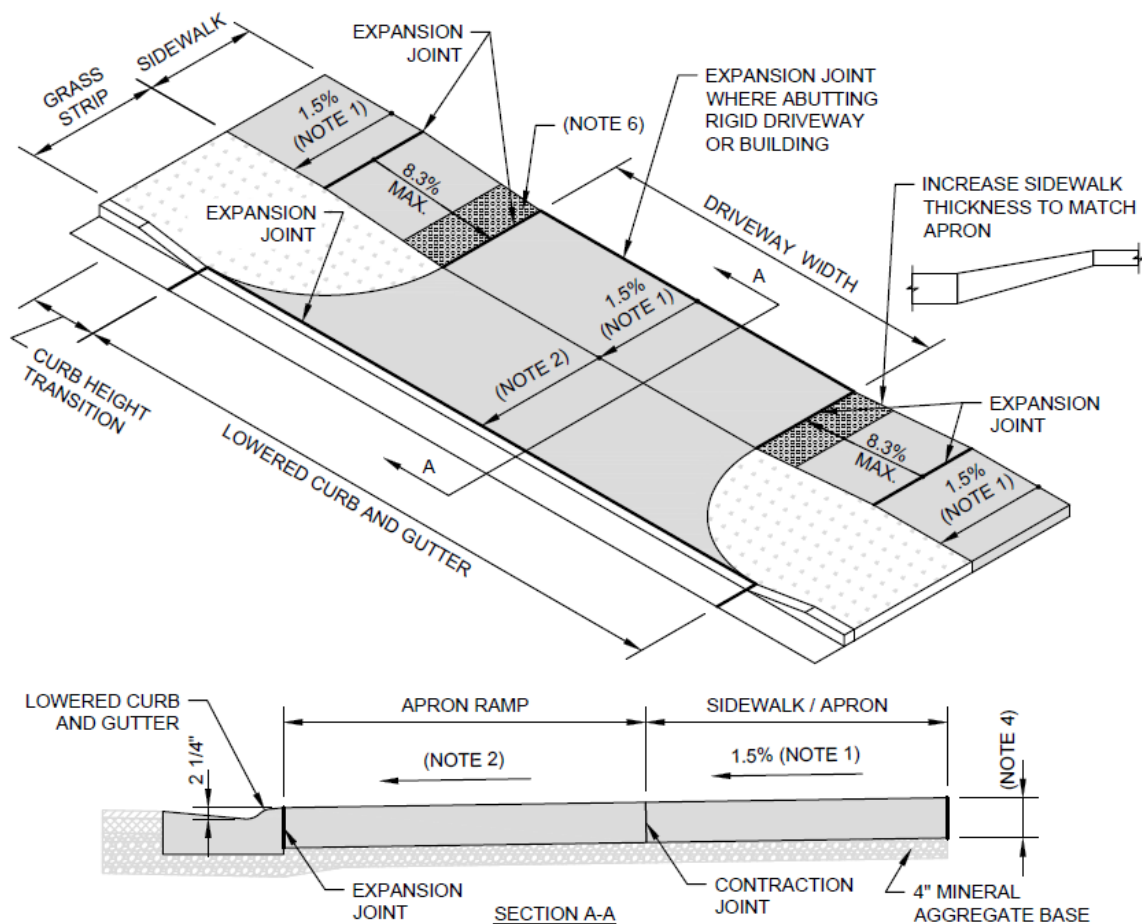 SIDEWALK
GRASS
STRIP
EXPANSION
JOINT
1.5%
(NOTE 1)
8.3%
MAX.
(NOTE 6)
EXPANSION JOINT
WHERE ABUTTING
RIGID DRIVEWAY
OR BUILDING
EXPANSION
JOINT
DRIVEWAY WIDTH
INCREASE SIDEWALK
THICKNESS TO MATCH
APRON
A
1.5%
(NOTE 1)
(NOTE 2)
A
CURB HEIGHT
TRANSITION
LOWERED CURB AND GUTTER
8.3%
MAX.
EXPANSION
JOINT
1.5%
(NOTE 1)
LOWERED CURB
AND GUTTER
2 1/4"
APRON RAMP
SIDEWALK / APRON
(NOTE 2)
1.5% (NOTE 1)
(NOTE 4)
EXPANSION
JOINT
SECTION A-A
CONTRACTION
JOINT
4" MINERAL
AGGREGATE BASE